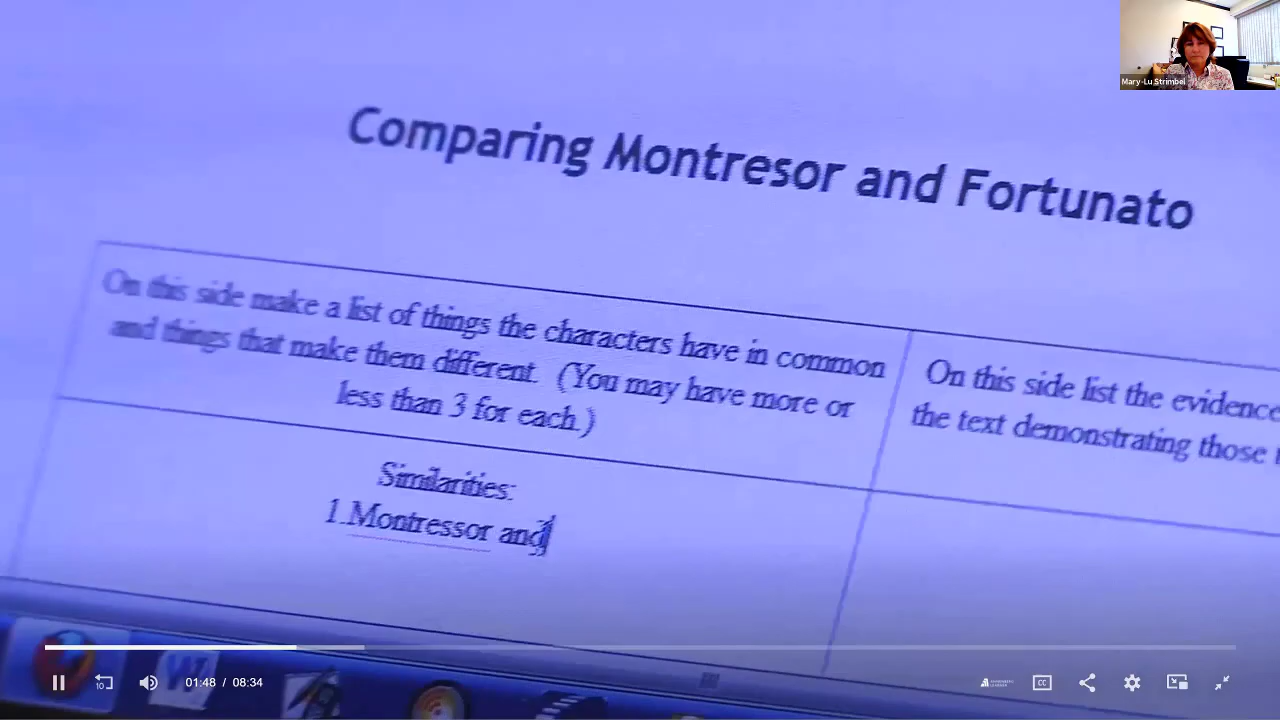 Mary-Lu Strimbel
Comparing Montresor and Fortunato
On this side make a list of things the characters have in common
and things that make them different. (You may have more or
less than 3 for each.)
On this side list the evidence
the text demonstrating those
Similarities:
1.Montressor and
10
01:48 / 08:34
CC